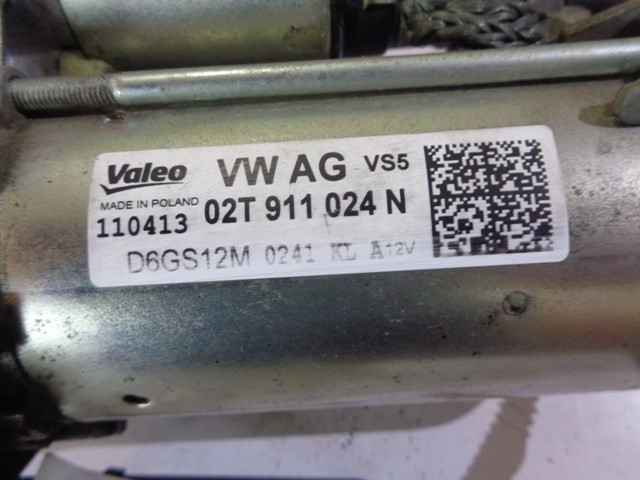 Valeo VW AG VS5
MADE IN POLAND
110413 02T 911 024 N
D6GS12M 0241 KL A12V